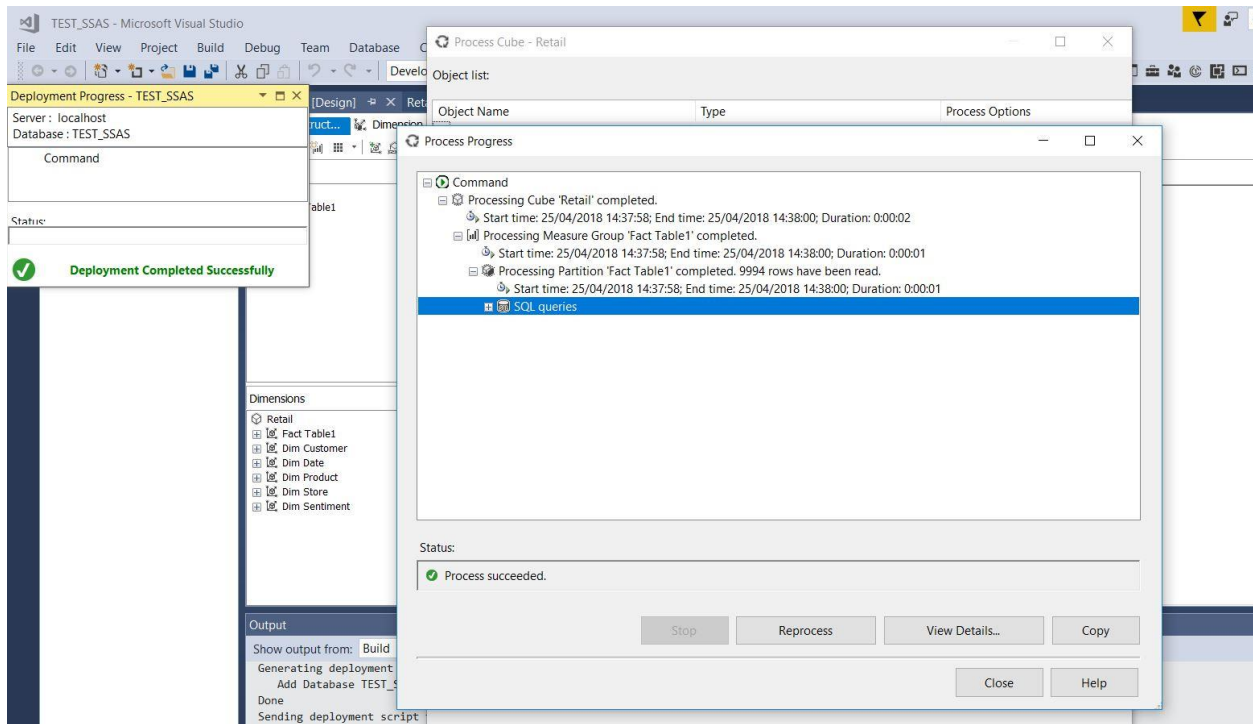 TEST_SSAS - Microsoft Visual Studio
File Edit View Project Build Debug Team Database
Develo
Deployment Progress - TEST_SSAS
Server : localhost
Database : TEST_SSAS
Command
Status:
Deployment Completed Successfully
[Design] Reta
ruct... Dimension
able1
Dimensions
Retail
Fact Table1
Dim Customer
Dim Date
Dim Product
Dim Store
Dim Sentiment
Output
Show output from: Build
Generating deployment
Add Database TEST_S
Done
Sending deployment script
Process Cube - Retail
Object list:
Object Name Type Process Options
Process Progress
Command
Processing Cube 'Retail' completed.
Start time: 25/04/2018 14:37:58; End time: 25/04/2018 14:38:00; Duration: 0:00:02
Processing Measure Group 'Fact Table1' completed.
Start time: 25/04/2018 14:37:58; End time: 25/04/2018 14:38:00; Duration: 0:00:01
Processing Partition 'Fact Table1' completed. 9994 rows have been read.
Start time: 25/04/2018 14:37:58; End time: 25/04/2018 14:38:00; Duration: 0:00:01
SQL queries
Status:
Process succeeded.
Stop Reprocess View Details... Copy
Close Help